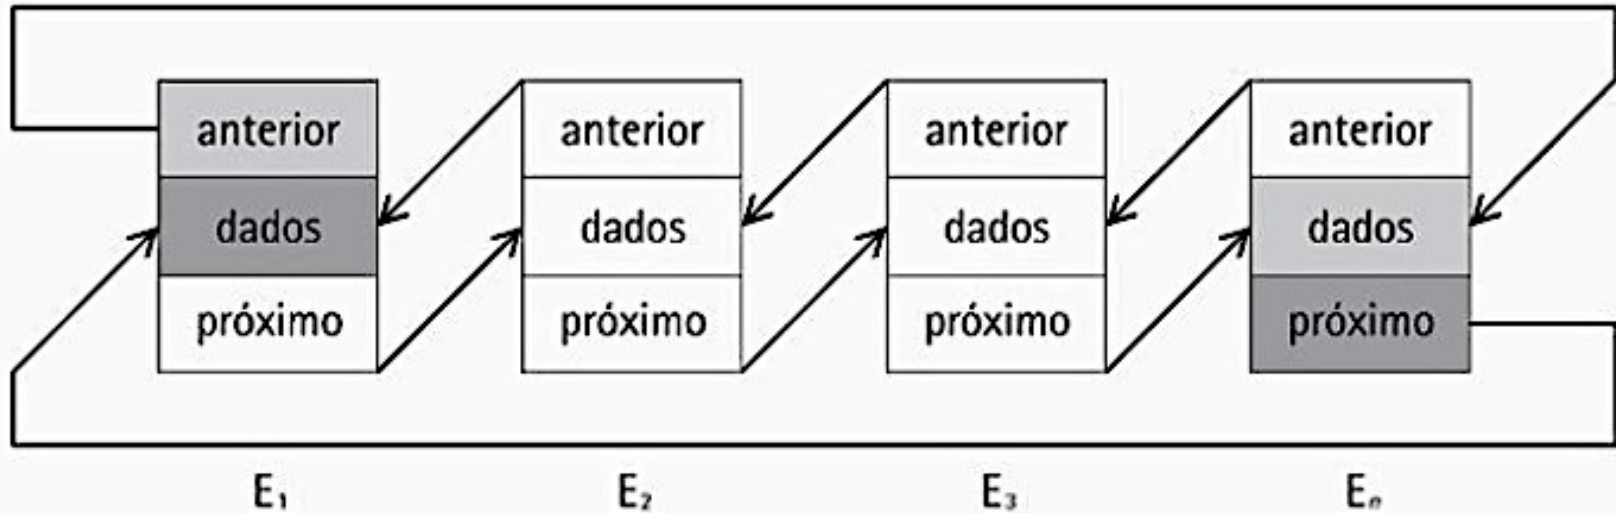 anterior anterior anterior anterior
dados dados dados dados
próximo próximo próximo próximo
E₁ E₂ E₃ Eₙ